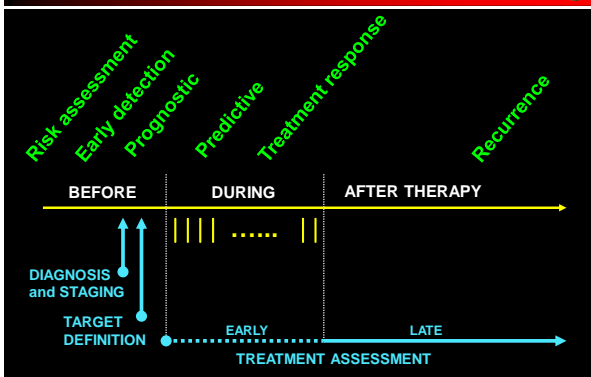 Risk assessment
Early detection
Prognostic
Predictive
Treatment response
Recurrence
BEFORE
DURING
AFTER THERAPY
......
DIAGNOSIS
and STAGING
TARGET
DEFINITION
EARLY
LATE
TREATMENT ASSESSMENT